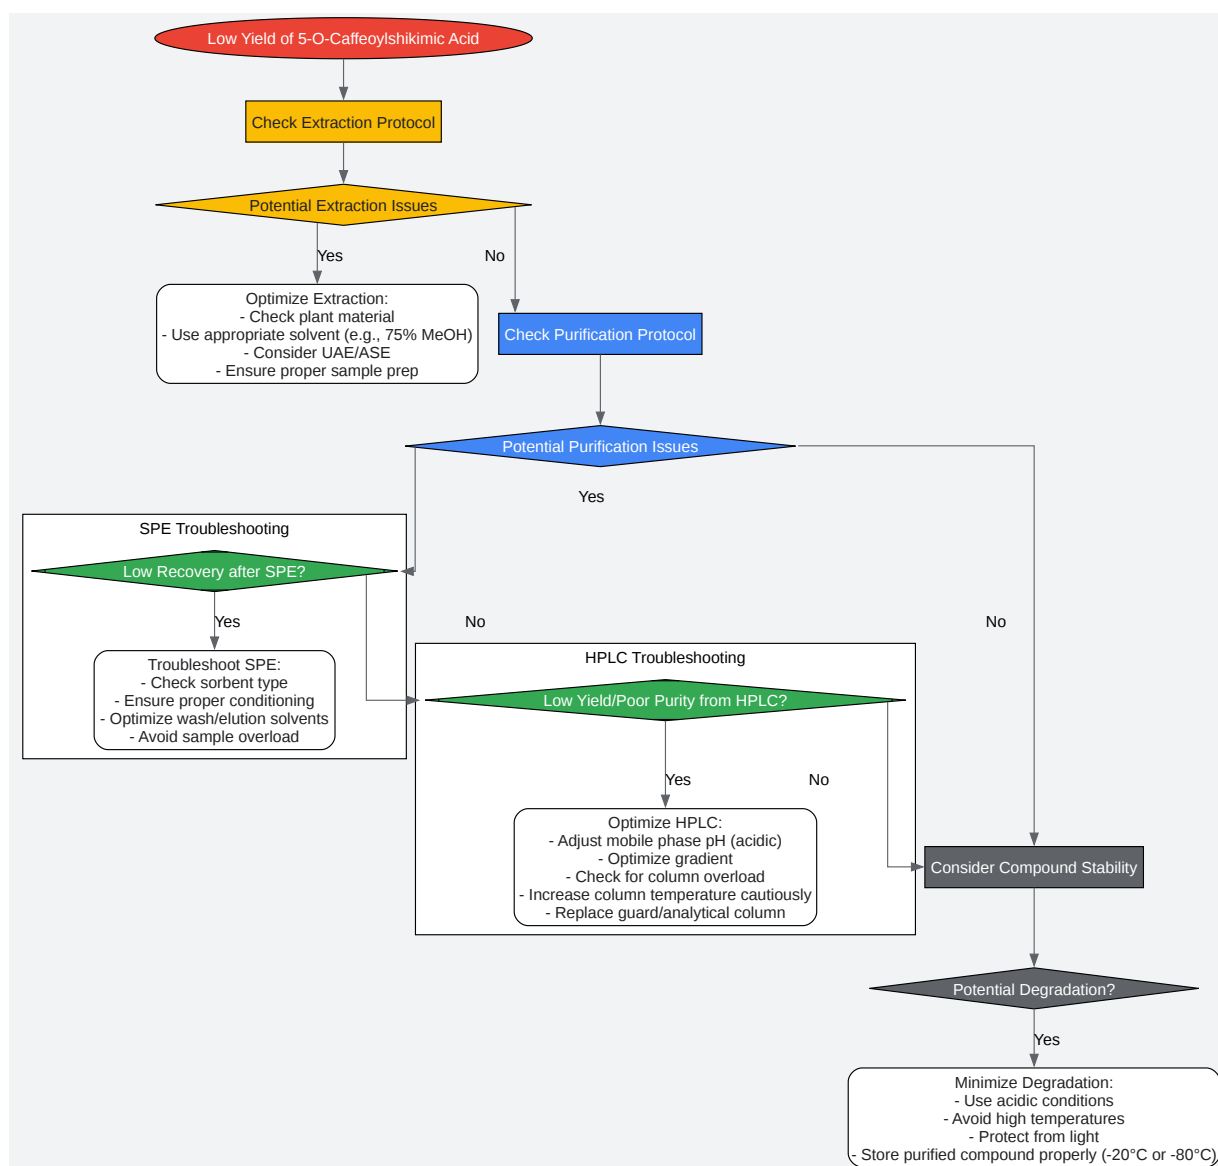 Low Yield of 5-O-Caffeoylshikimic Acid
Check Extraction Protocol
Potential Extraction Issues
Yes
No
Optimize Extraction:
- Check plant material
- Use appropriate solvent (e.g., 75% MeOH)
- Consider UAE/ASE
- Ensure proper sample prep
Check Purification Protocol
Potential Purification Issues
Yes
SPE Troubleshooting
Low Recovery after SPE?
Yes
No
No
Troubleshoot SPE:
- Check sorbent type
- Ensure proper conditioning
- Optimize wash/elution solvents
- Avoid sample overload
HPLC Troubleshooting
Low Yield/Poor Purity from HPLC?
Yes
No
Optimize HPLC:
- Adjust mobile phase pH (acidic)
- Optimize gradient
- Check for column overload
- Increase column temperature cautiously
- Replace guard/analytical column
Consider Compound Stability
Potential Degradation?
Yes
Minimize Degradation:
- Use acidic conditions
- Avoid high temperatures
- Protect from light
- Store purified compound properly (-20°C or -80°C)